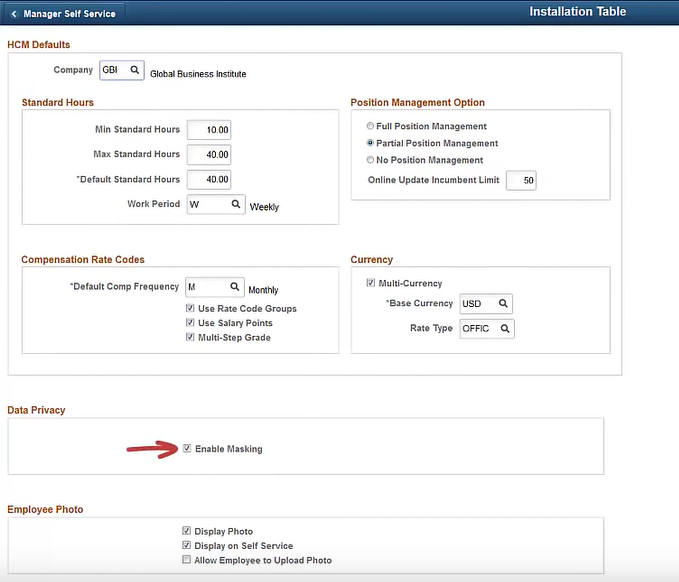 Manager Self Service
Installation Table
HCM Defaults
Company GBI Global Business Institute
Standard Hours
Min Standard Hours 10.00
Max Standard Hours 40.00
*Default Standard Hours 40.00
Work Period W Weekly
Position Management Option
Full Position Management
Partial Position Management
No Position Management
Online Update Incumbent Limit 50
Compensation Rate Codes
*Default Comp Frequency M Monthly
Use Rate Code Groups
Use Salary Points
Multi-Step Grade
Currency
Multi-Currency
*Base Currency USD
Rate Type OFFIC
Data Privacy
Enable Masking
Employee Photo
Display Photo
Display on Self Service
Allow Employee to Upload Photo